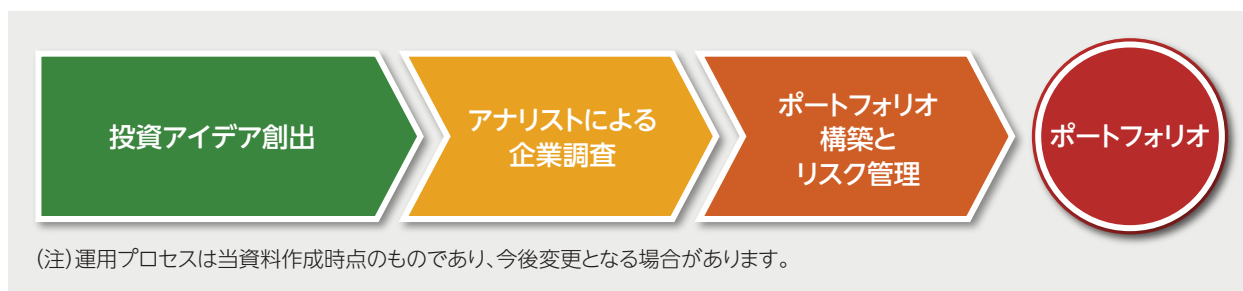 投資アイデア創出
アナリストによる
企業調査
ポートフォリオ
構築と
リスク管理
ポートフォリオ
(注)運用プロセスは当資料作成時点のものであり、今後変更となる場合があります。